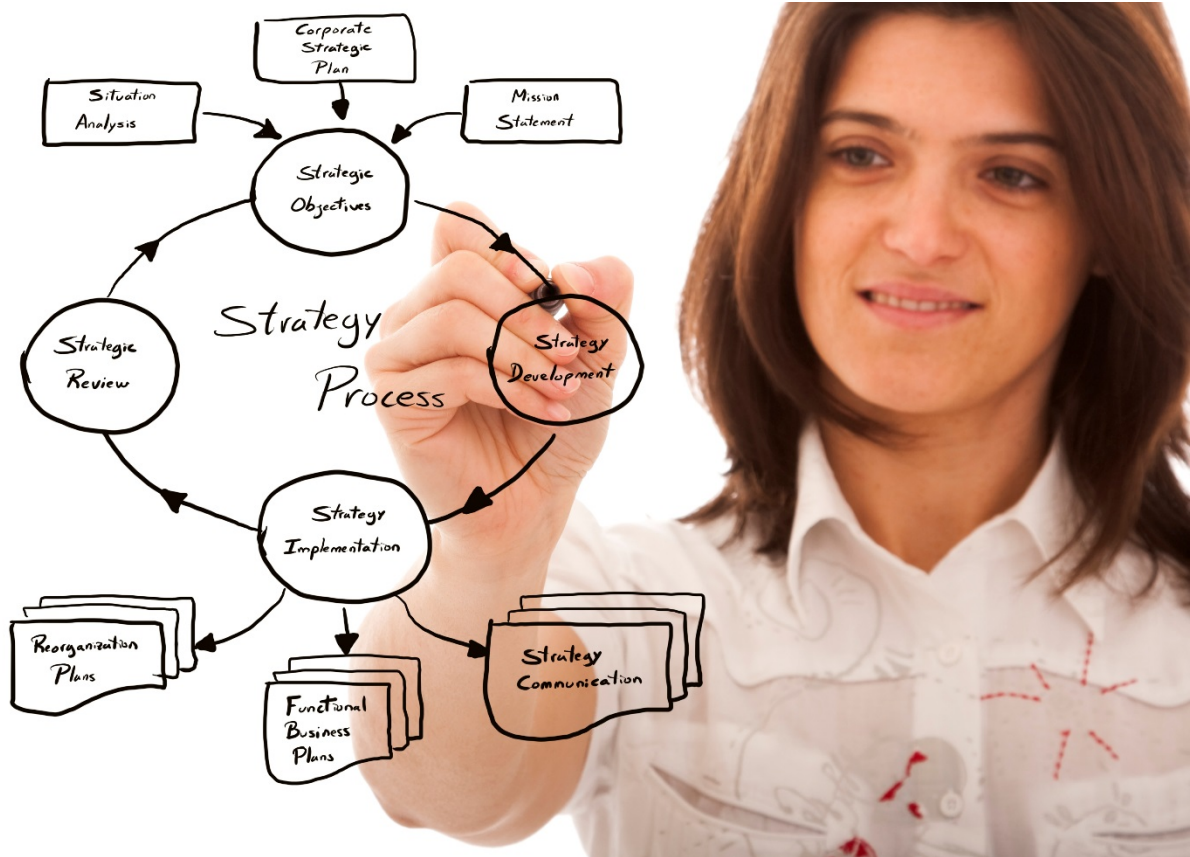 Corporate
Strategic
Plan
Situation
Analysis
Mission
Statement
Strategic
Objectives
Strategy
Process
Strategy
Development
Strategic
Review
Strategy
Implementation
Reorganization
Plans
Functional
Business
Plans
Strategy
Communication